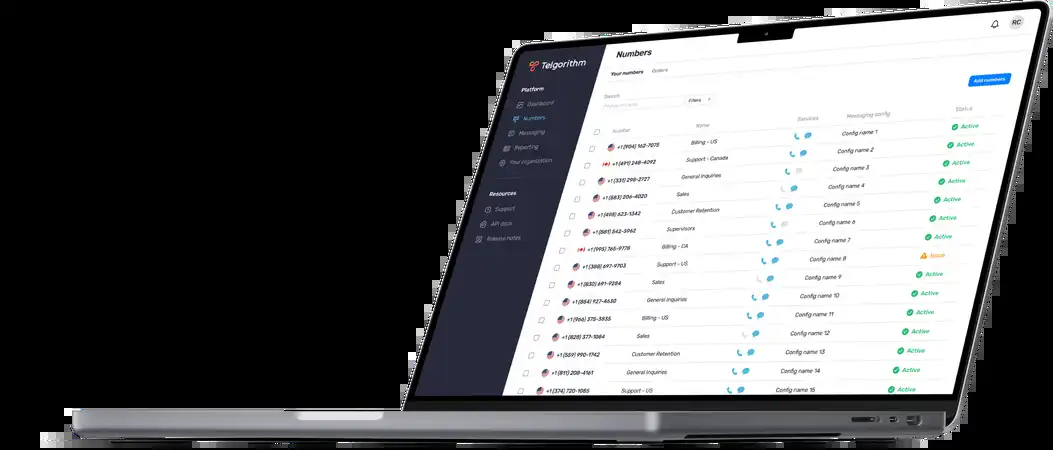 RC
Telgorithm
Numbers
Your numbers
Orders
Platform
Dashboard
Numbers
Messaging
Reporting
Your organization
Resources
Support
API docs
Release notes
Search
Filters
Add numbers
Number Name Services Messaging config Status
+1 (904) 162-7073 Billing - US Config name 1 Active
+1 (491) 248-4092 Support - Canada Config name 2 Active
+1 (331) 298-2727 General Inquiries Config name 3 Active
+1 (583) 206-4020 Sales Config name 4 Active
+1 (498) 623-1342 Customer Retention Config name 5 Active
+1 (581) 542-3962 Supervisors Config name 6 Active
+1 (995) 765-9778 Billing - CA Config name 7 Active
+1 (388) 697-9703 Support - US Config name 8 Issue
+1 (830) 691-9284 Sales Config name 9 Active
+1 (854) 927-4630 General Inquiries Config name 10 Active
+1 (966) 375-3835 Billing - US Config name 11 Active
+1 (828) 377-1084 Sales Config name 12 Active
+1 (559) 990-1742 Customer Retention Config name 13 Active
+1 (811) 208-4161 General Inquiries Config name 14 Active
+1 (374) 720-1085 Support - US Config name 15 Active